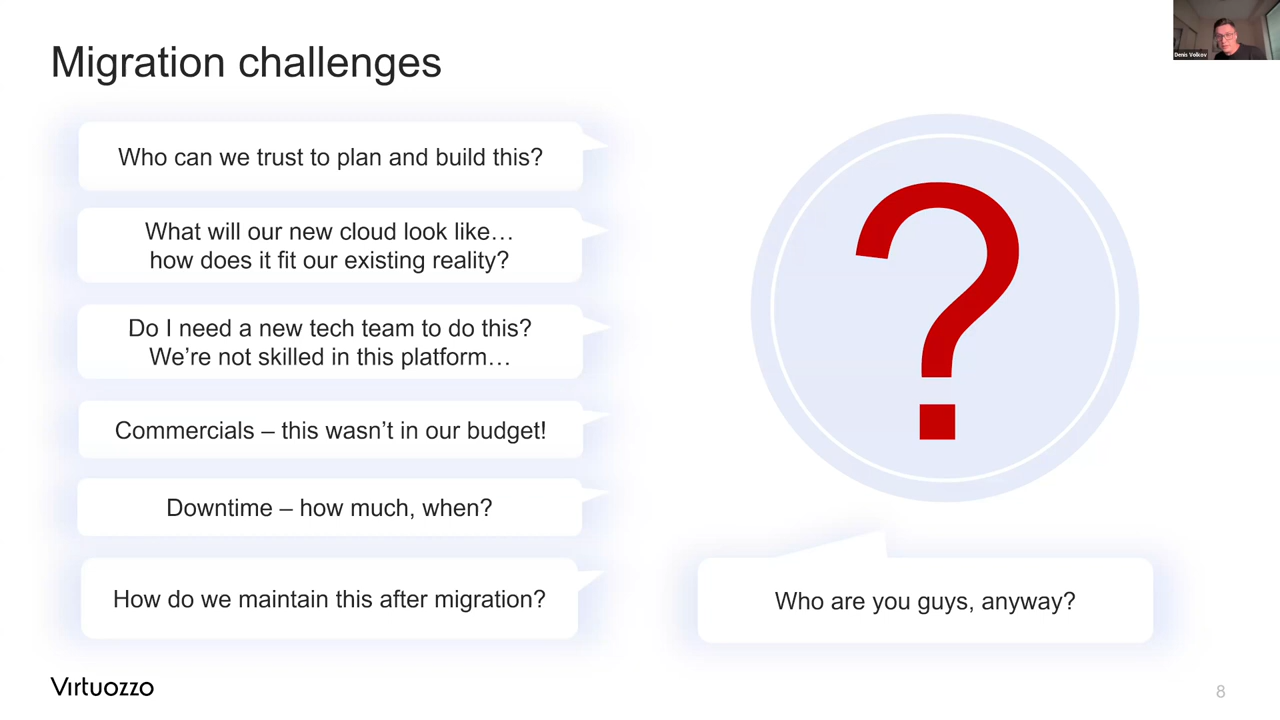 Migration challenges
Who can we trust to plan and build this?
What will our new cloud look like…
how does it fit our existing reality?
Do I need a new tech team to do this?
We’re not skilled in this platform…
Commercials – this wasn’t in our budget!
Downtime – how much, when?
How do we maintain this after migration?
?
Who are you guys, anyway?
Denis Volkov
Virtuozzo
8